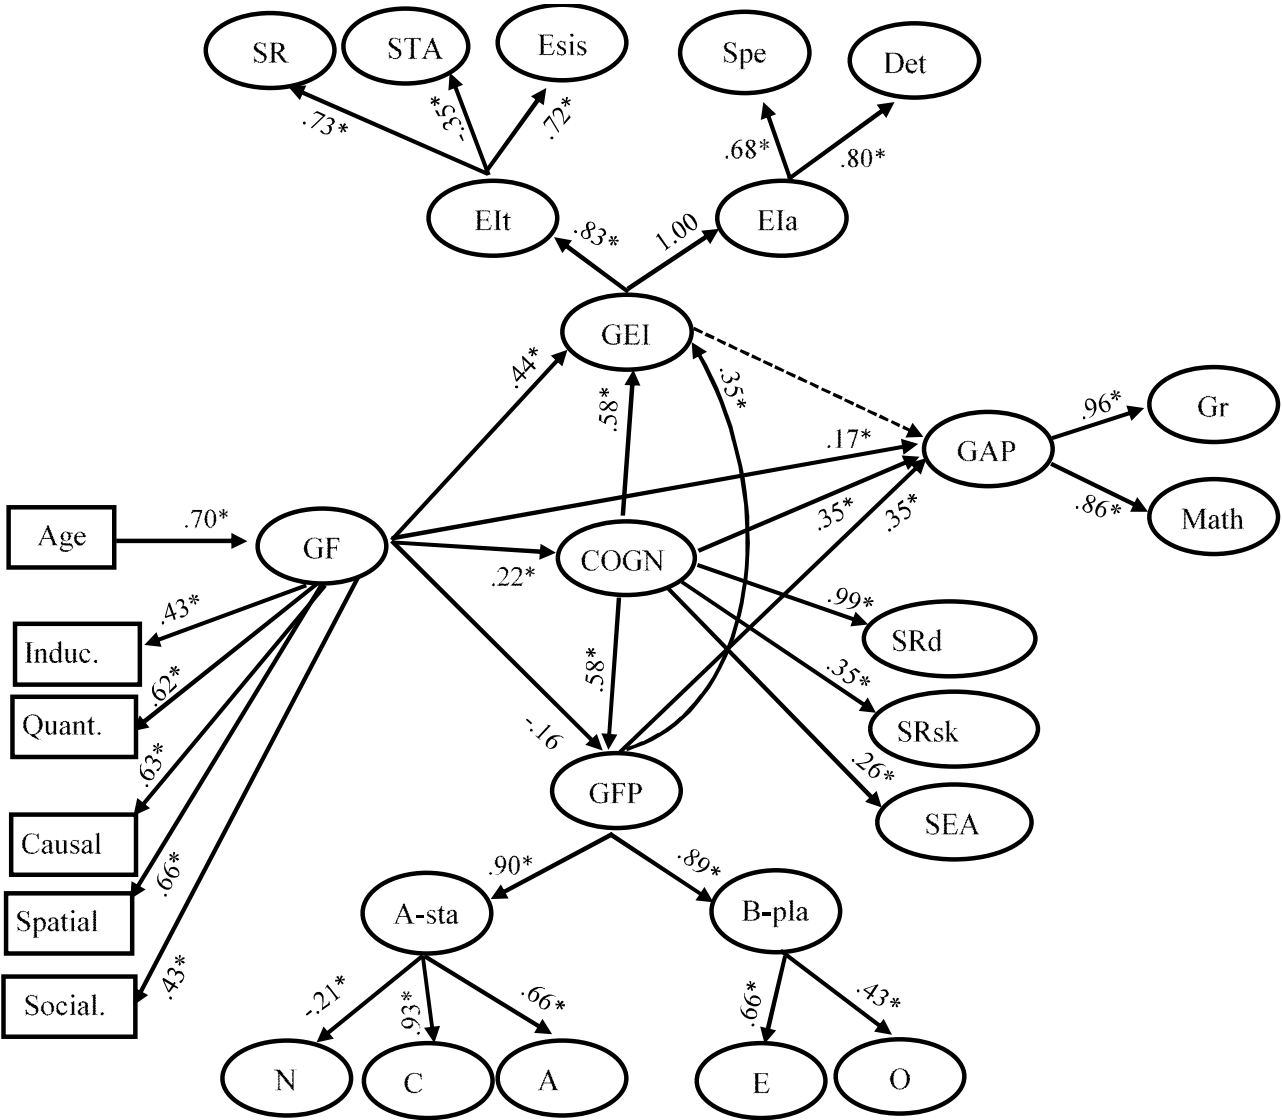 SR
STA
Esis
Spe
Det
.73*
-.35*
.72*
.68*
.80*
EIt
EIa
.83*
1.00
GEI
.44*
.58*
.35*
.17*
GAP
.96*
Gr
.86*
Math
Age
.70*
GF
.22*
COGN
.35*
.35*
.99*
SRd
.35*
SRsk
.26*
SEA
.43*
Induc.
.62*
Quant.
.63*
Causal
.66*
Spatial
.43*
Social.
.58*
-.16
GFP
.90*
.89*
A-sta
B-pla
-.21*
.93*
.66*
.66*
.43*
N
C
A
E
O